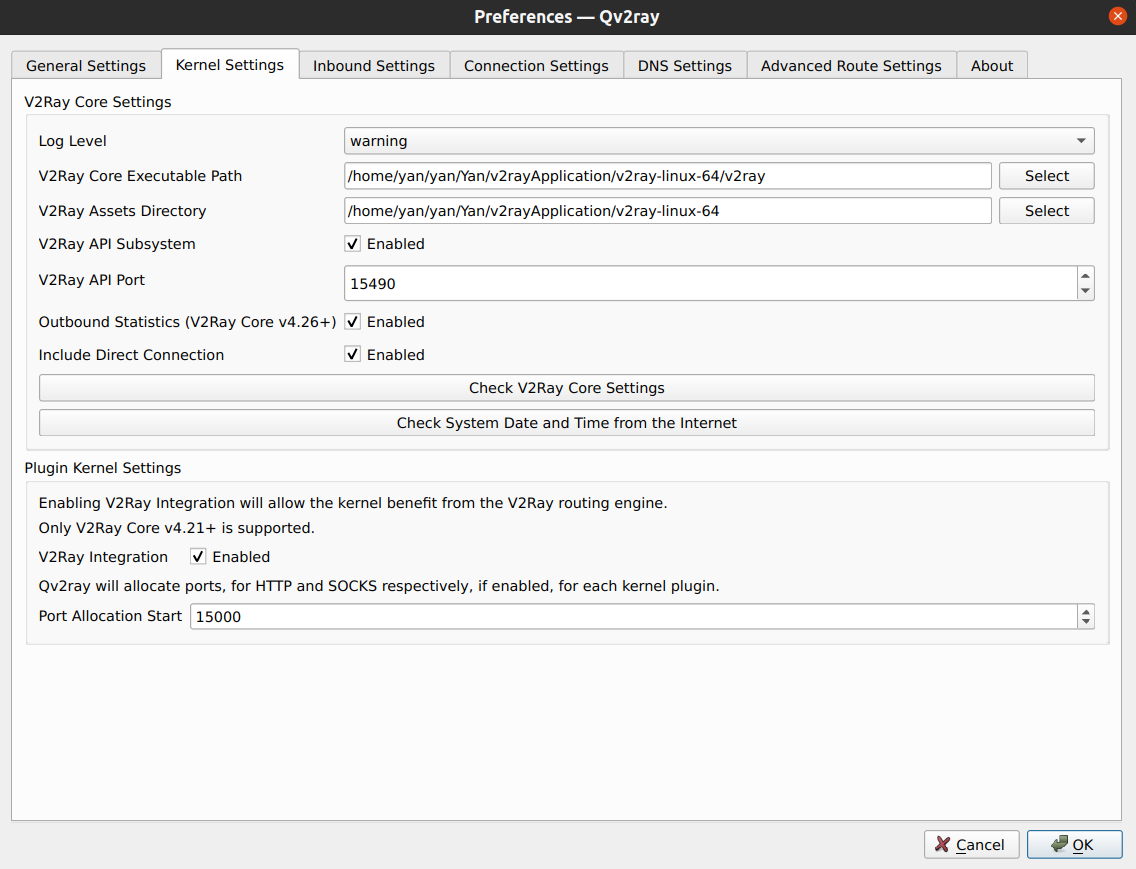 Preferences — Qv2ray
General Settings Kernel Settings Inbound Settings Connection Settings DNS Settings Advanced Route Settings About
V2Ray Core Settings
Log Level warning
V2Ray Core Executable Path /home/yan/yan/Yan/v2rayApplication/v2ray-linux-64/v2ray Select
V2Ray Assets Directory /home/yan/yan/Yan/v2rayApplication/v2ray-linux-64 Select
V2Ray API Subsystem Enabled
V2Ray API Port 15490
Outbound Statistics (V2Ray Core v4.26+) Enabled
Include Direct Connection Enabled
Check V2Ray Core Settings
Check System Date and Time from the Internet
Plugin Kernel Settings
Enabling V2Ray Integration will allow the kernel benefit from the V2Ray routing engine.
Only V2Ray Core v4.21+ is supported.
V2Ray Integration Enabled
Qv2ray will allocate ports, for HTTP and SOCKS respectively, if enabled, for each kernel plugin.
Port Allocation Start 15000
Cancel OK